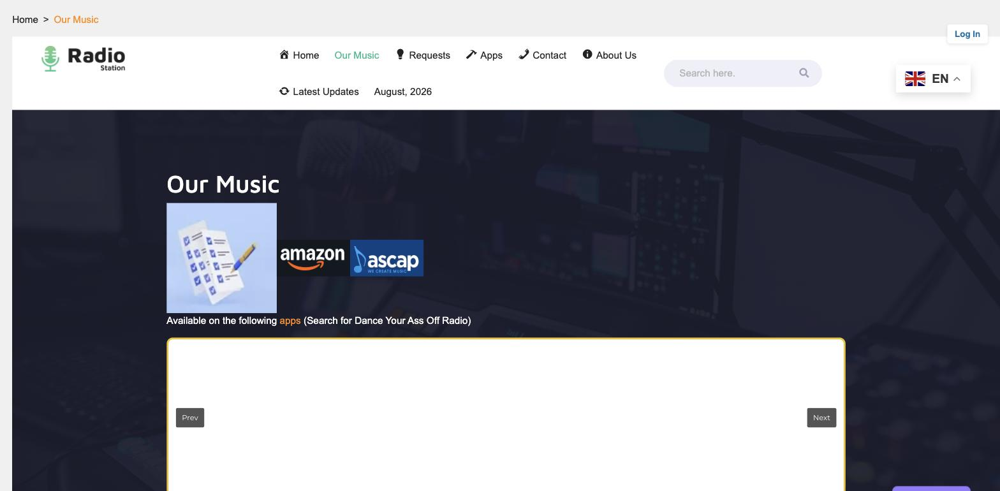 Home > Our Music
Log In
Radio
Station
Home Our Music Requests Apps Contact About Us
Search here.
EN
Latest Updates August, 2026
Our Music
amazon
ascap
WE CREATE MUSIC
Available on the following apps (Search for Dance Your Ass Off Radio)
Prev
Next